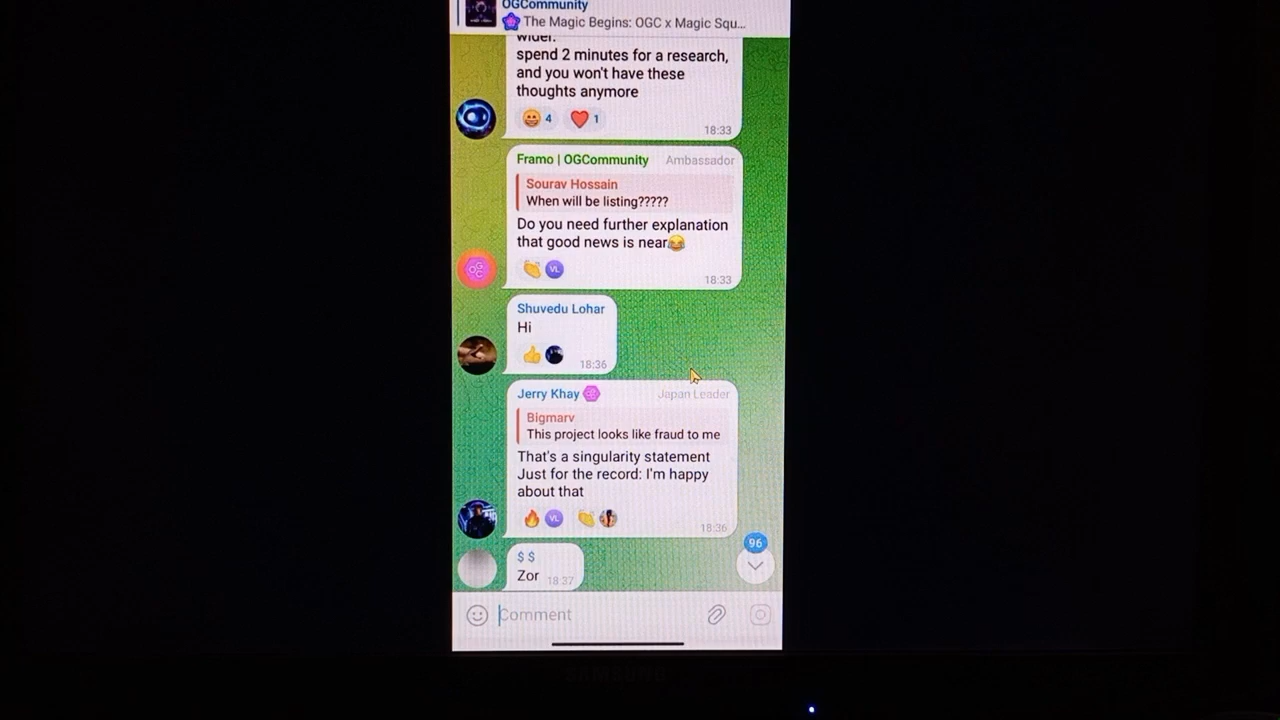 OGCommunity
The Magic Begins: OGC x Magic Squ...
wider.
spend 2 minutes for a research,
and you won't have these
thoughts anymore
4 1
18:33
Framo | OGCommunity Ambassador
Sourav Hossain
When will be listing?????
Do you need further explanation
that good news is near😂
VL
18:33
Shuvedu Lohar
Hi
18:36
Jerry Khay Japan Leader
Bigmarv
This project looks like fraud to me
That's a singularity statement
Just for the record: I'm happy
about that
VL
18:36
96
$ $
Zor 18:37
Comment
SAMSUNG